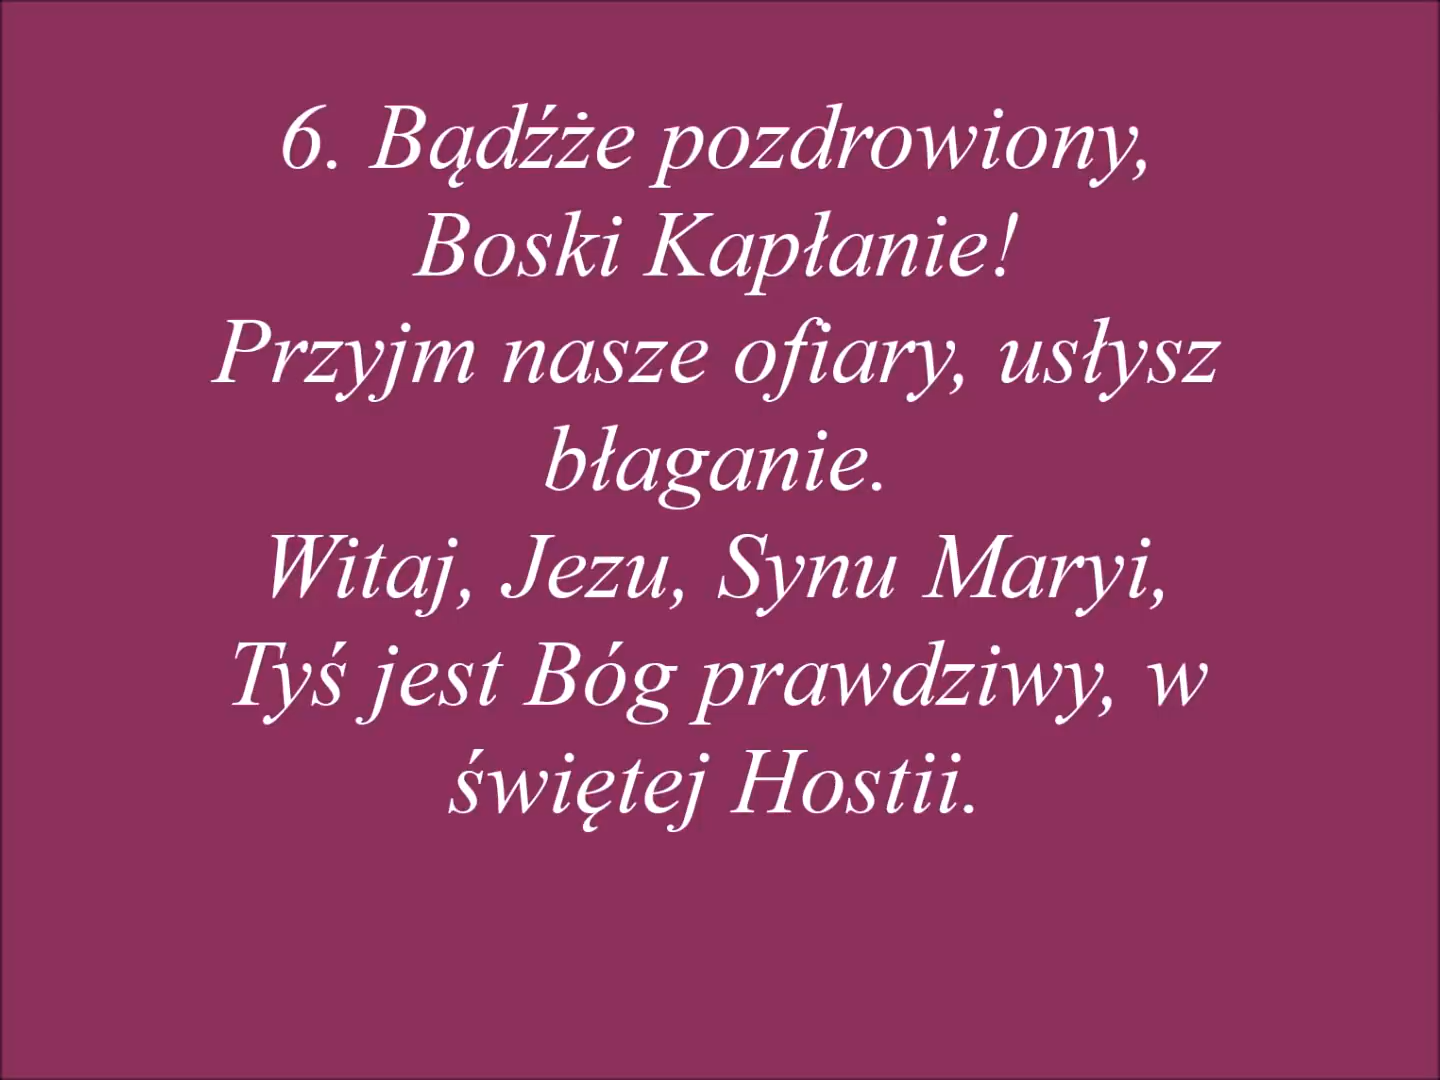 6. Bądźże pozdrowiony,
Boski Kapłanie!
Przyjm nasze ofiary, usłysz
błaganie.
Witaj, Jezu, Synu Maryi,
Tyś jest Bóg prawdziwy, w
świętej Hostii.